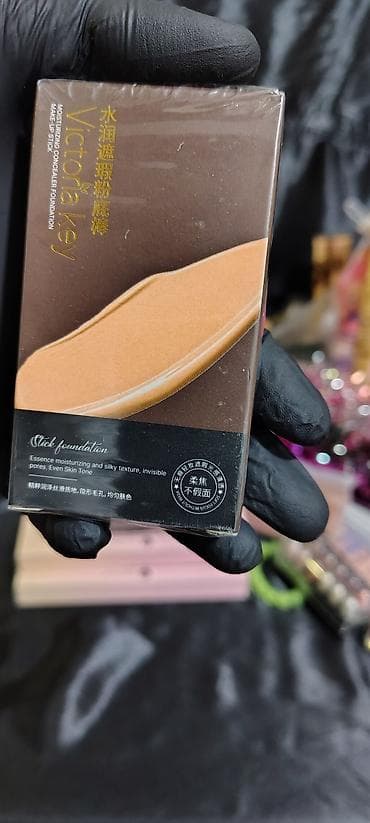 水润遮瑕粉底棒
Victoria key
MOISTURIZING CONCEALER FOUNDATION
MAKE-UP STICK
Stick foundation
Essence moisturizing and silky texture, invisible
pores, Even Skin Tone
精粹润泽丝滑质地, 隐形毛孔, 均匀肤色
柔焦
不假面